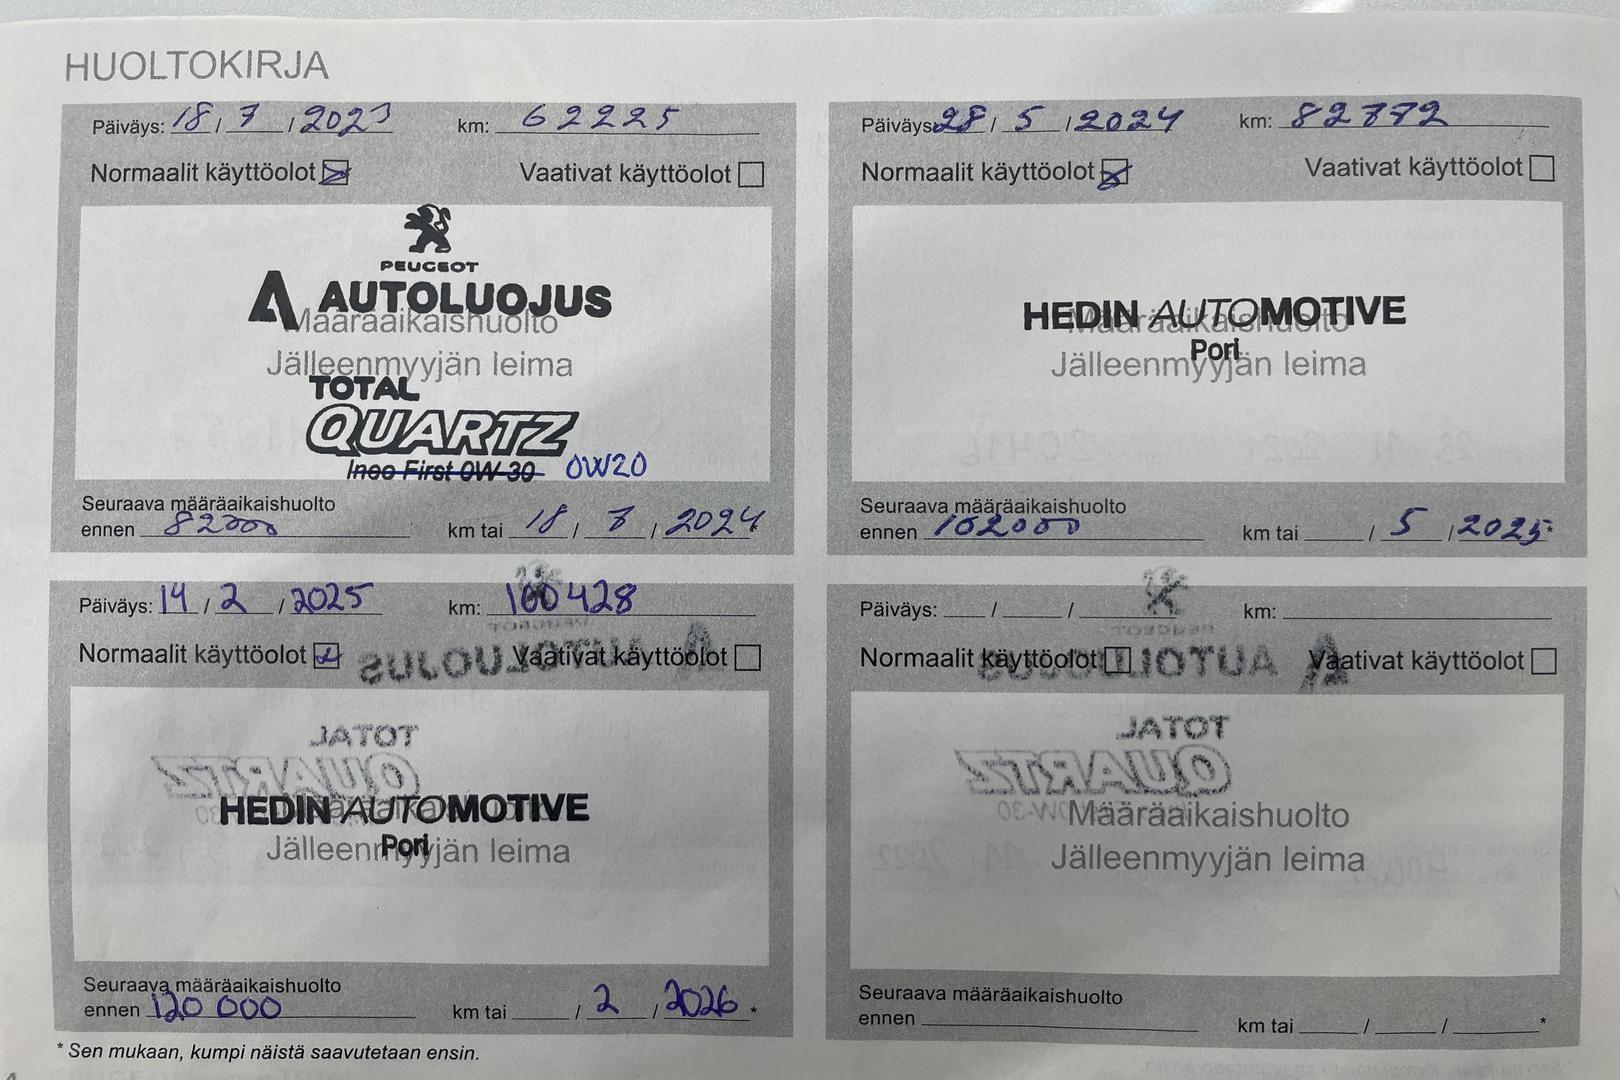 HUOLTOKIRJA
Päiväys: 18 / 7 / 2023 km: 62225
Normaalit käyttöolot Vaativat käyttöolot
PEUGEOT
AUTOLUOJUS
Määräaikaishuolto
Jälleenmyyjän leima
TOTAL
QUARTZ
Ineo First 0W-30 0W20
Seuraava määräaikaishuolto
ennen 82000 km tai 18 / 7 / 2024
Päiväys: 28 / 5 / 2024 km:
Normaalit käyttöolot Vaativat käyttöolot
HEDIN AUTOMOTIVE
Määräaikaishuolto
Pori
Jälleenmyyjän leima
Seuraava määräaikaishuolto
ennen 102000 km tai / 5 / 2025*
Päiväys: 14 / 2 / 2025 km: 100428
Normaalit käyttöolot Vaativat käyttöolot
HEDIN AUTOMOTIVE
Pori
Jälleenmyyjän leima
Seuraava määräaikaishuolto
ennen 120 000 km tai / 2 / 2026 *
Päiväys: / / km:
Normaalit käyttöolot Vaativat käyttöolot
Määräaikaishuolto
Jälleenmyyjän leima
Seuraava määräaikaishuolto
ennen km tai / / *
* Sen mukaan, kumpi näistä saavutetaan ensin.